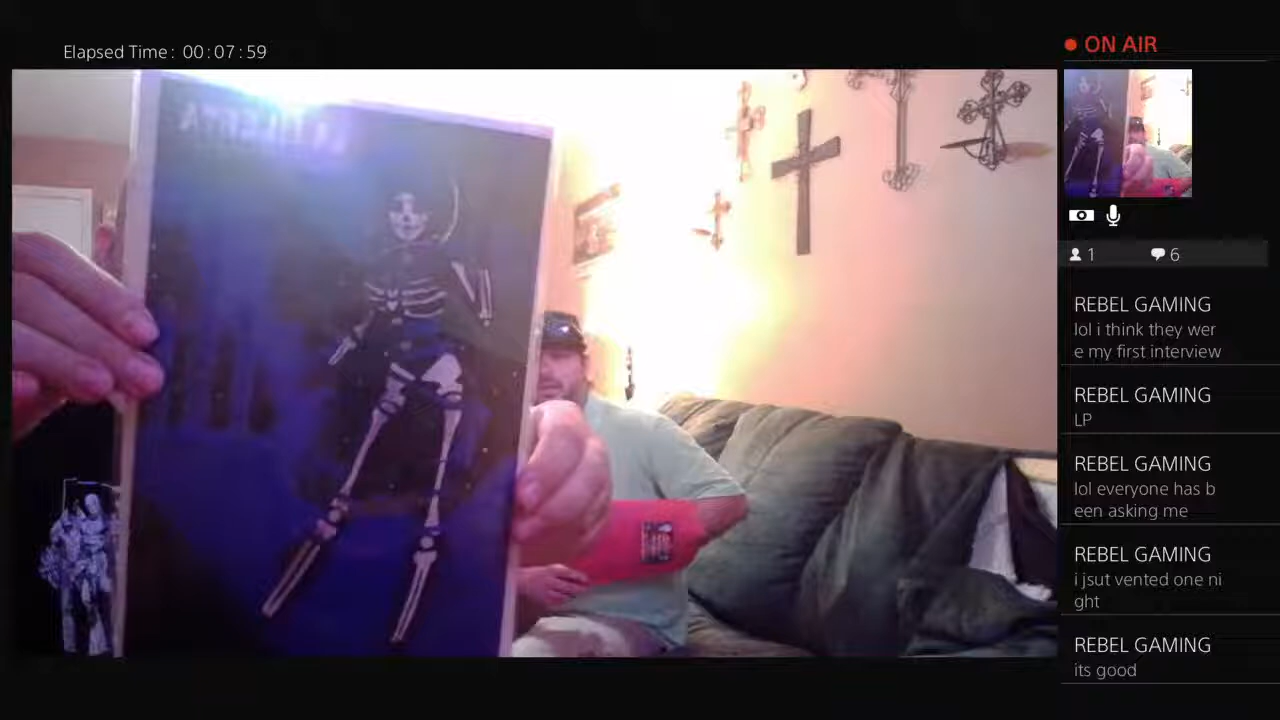 Elapsed Time: 00:07:59
ON AIR
1
6
REBEL GAMING
lol i think they wer
e my first interview
REBEL GAMING
LP
REBEL GAMING
lol everyone has b
een asking me
REBEL GAMING
i jsut vented one ni
ght
REBEL GAMING
its good